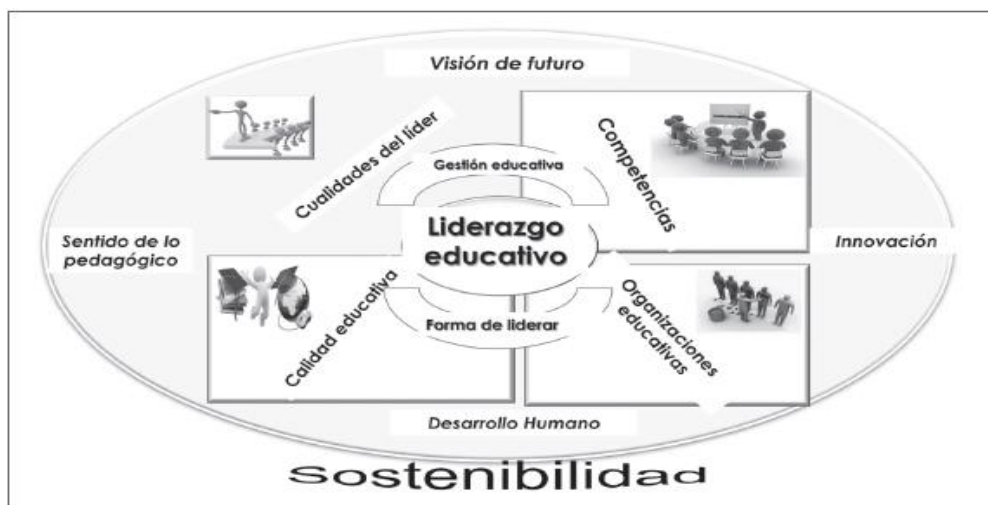 Visión de futuro
Cualidades del lider
Competencias
Gestión educativa
Liderazgo
educativo
Sentido de lo
pedagógico
Innovación
Calidad educativa
Forma de liderar
Organizaciones
educativas
Desarrollo Humano
Sostenibilidad